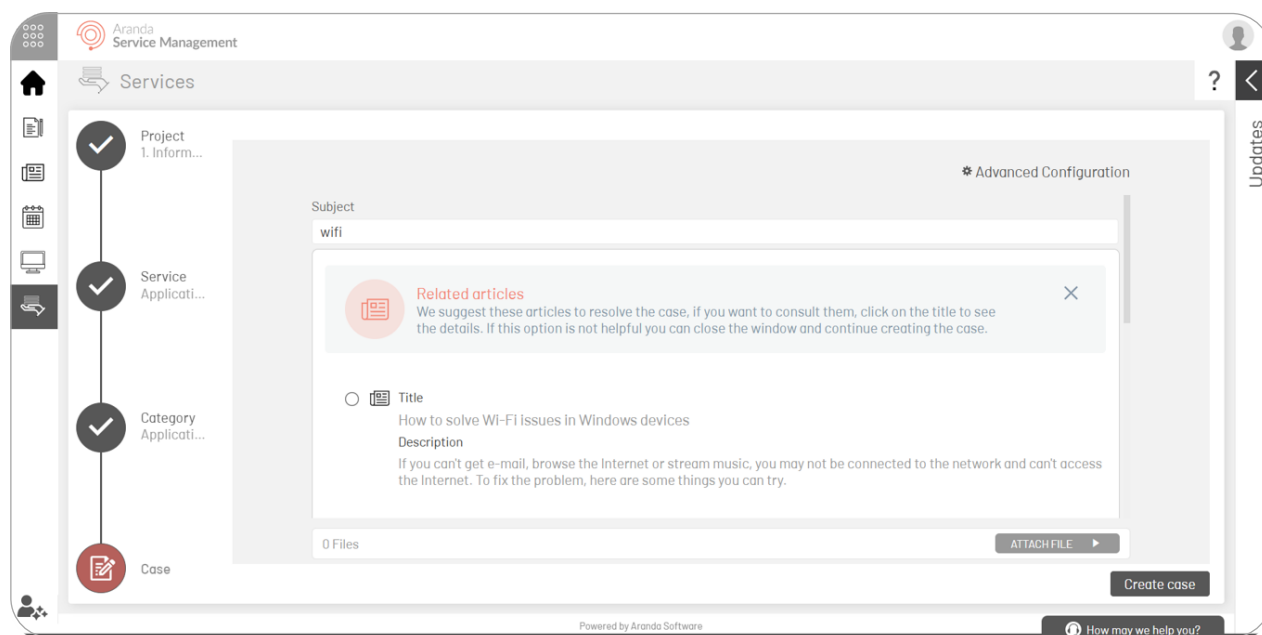 Aranda
Service Management
Services
?
Updates
Project
1. Inform...
Service
Applicati...
Category
Applicati...
Case
Advanced Configuration
Subject
wifi
Related articles
We suggest these articles to resolve the case, if you want to consult them, click on the title to see
the details. If this option is not helpful you can close the window and continue creating the case.
Title
How to solve Wi-Fi issues in Windows devices
Description
If you can't get e-mail, browse the Internet or stream music, you may not be connected to the network and can't access
the Internet. To fix the problem, here are some things you can try.
0 Files
ATTACH FILE
Create case
Powered by Aranda Software
How may we help you?